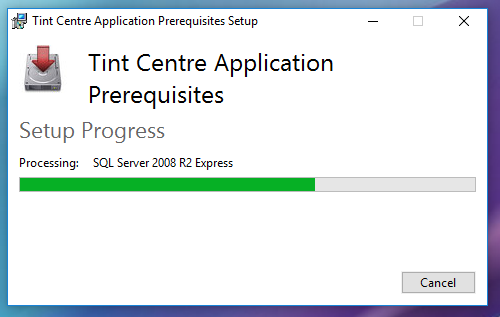 Tint Centre Application Prerequisites Setup
Tint Centre Application
Prerequisites
Setup Progress
Processing: SQL Server 2008 R2 Express
Cancel